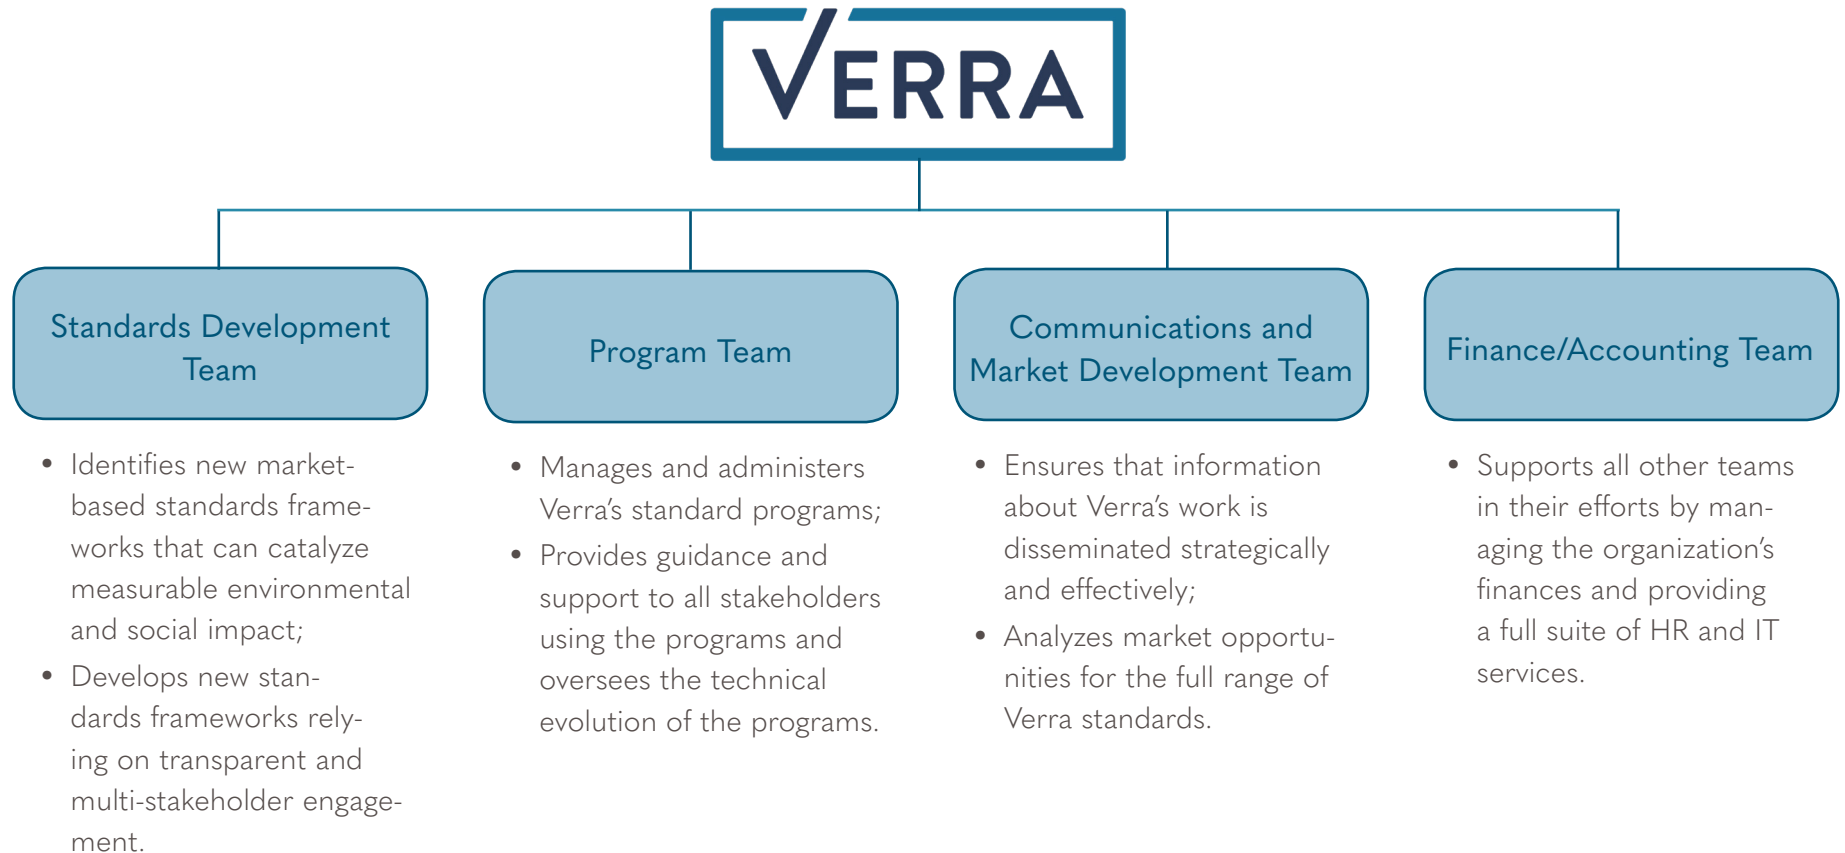 VERRA
Standards Development
Team
Program Team
Communications and
Market Development Team
Finance/Accounting Team
• Identifies new market-
based standards frame-
works that can catalyze
measurable environmental
and social impact;
• Develops new stan-
dards frameworks rely-
ing on transparent and
multi-stakeholder engage-
ment.
• Manages and administers
Verra’s standard programs;
• Provides guidance and
support to all stakeholders
using the programs and
oversees the technical
evolution of the programs.
• Ensures that information
about Verra’s work is
disseminated strategically
and effectively;
• Analyzes market opportu-
nities for the full range of
Verra standards.
• Supports all other teams
in their efforts by man-
aging the organization’s
finances and providing
a full suite of HR and IT
services.